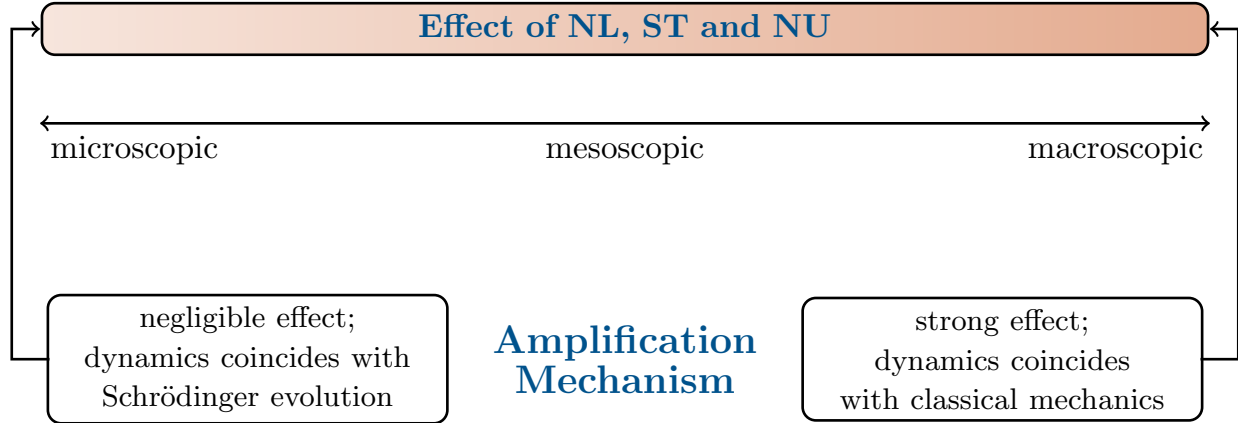 Effect of NL, ST and NU
microscopic mesoscopic macroscopic
negligible effect;
dynamics coincides with
Schrödinger evolution
Amplification
Mechanism
strong effect;
dynamics coincides
with classical mechanics